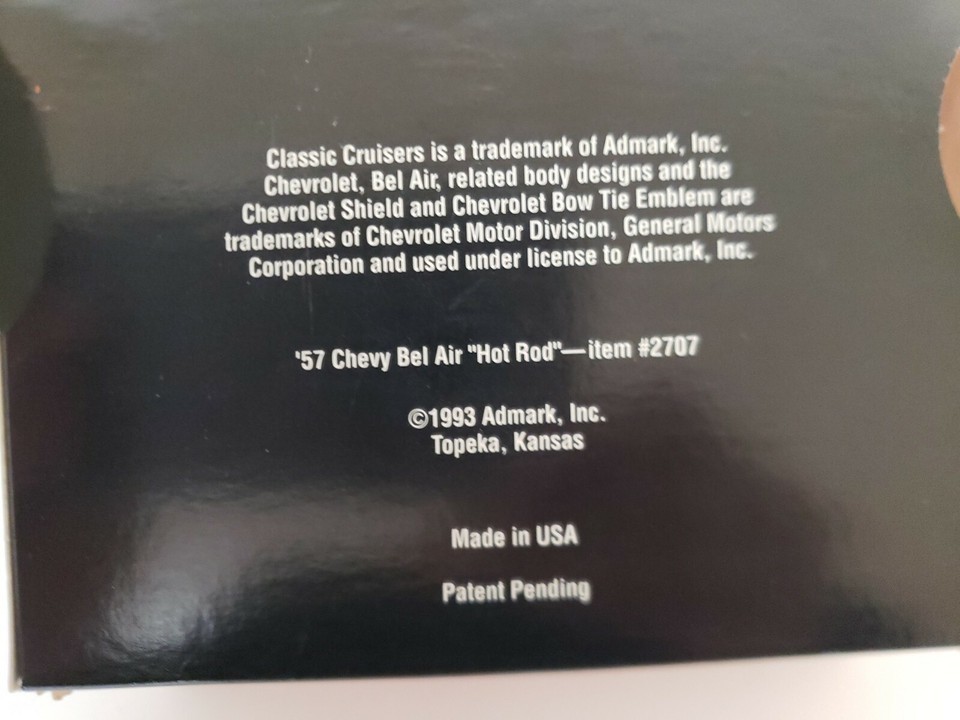 Classic Cruisers is a trademark of Admark, Inc.
Chevrolet, Bel Air, related body designs and the
Chevrolet Shield and Chevrolet Bow Tie Emblem are
trademarks of Chevrolet Motor Division, General Motors
Corporation and used under license to Admark, Inc.
'57 Chevy Bel Air "Hot Rod"—item #2707
©1993 Admark, Inc.
Topeka, Kansas
Made in USA
Patent Pending